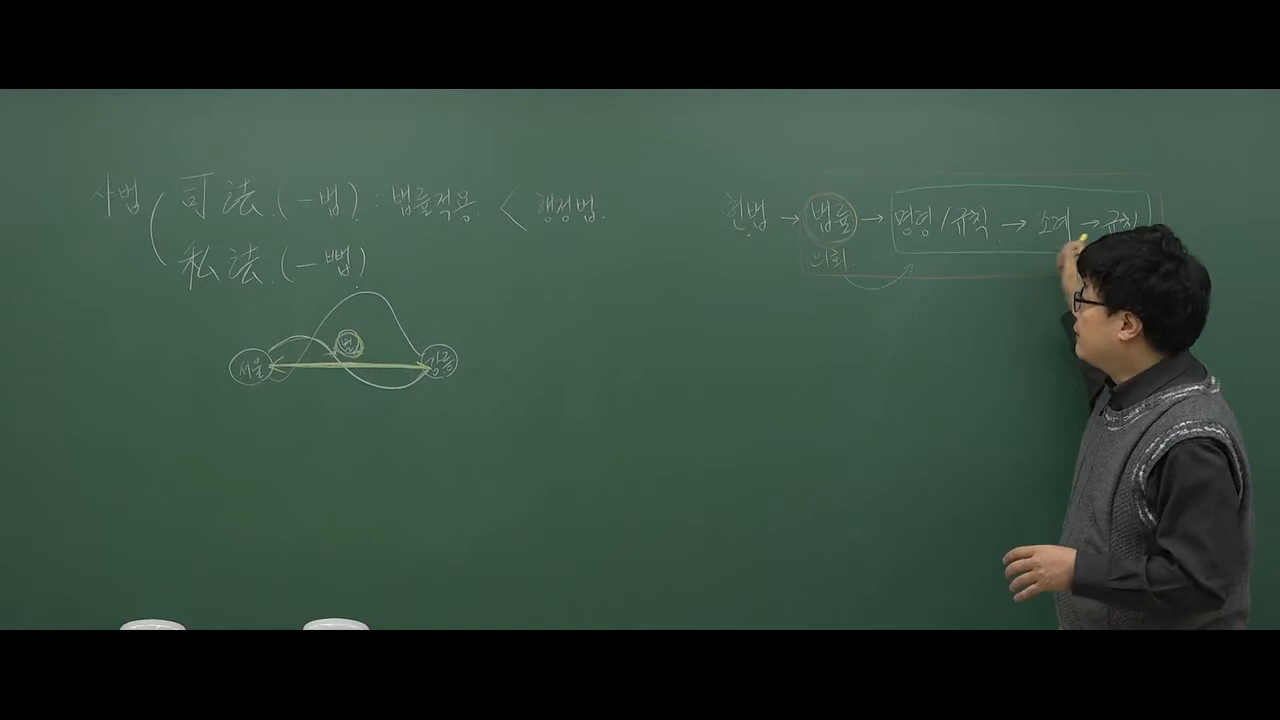 사법 司法.(-법). : 법률적용. < 행정법.
私法.(-뻡).
법
서울 강릉
헌법 → 법률 → 명령/규칙 → 조례 → 규칙
의회.